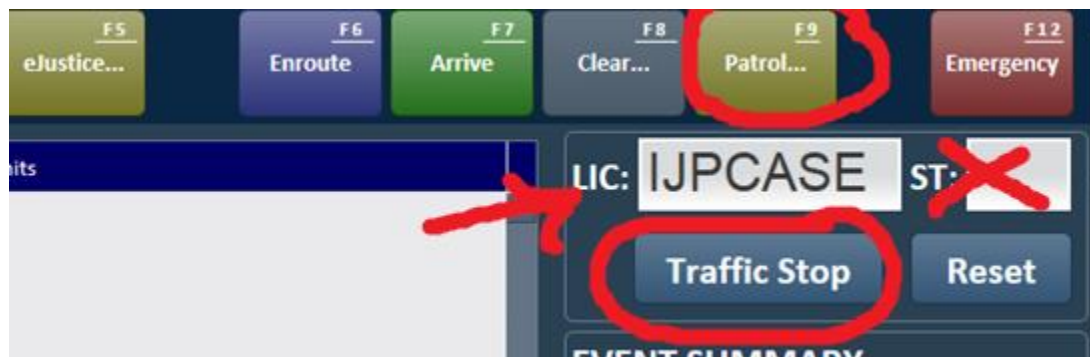 F5 F6 F7 F8 F9 F12
eJustice... Enroute Arrive Clear... Patrol... Emergency
its
LIC: IJPCASE ST:
Traffic Stop Reset
EVENT SUMMARY